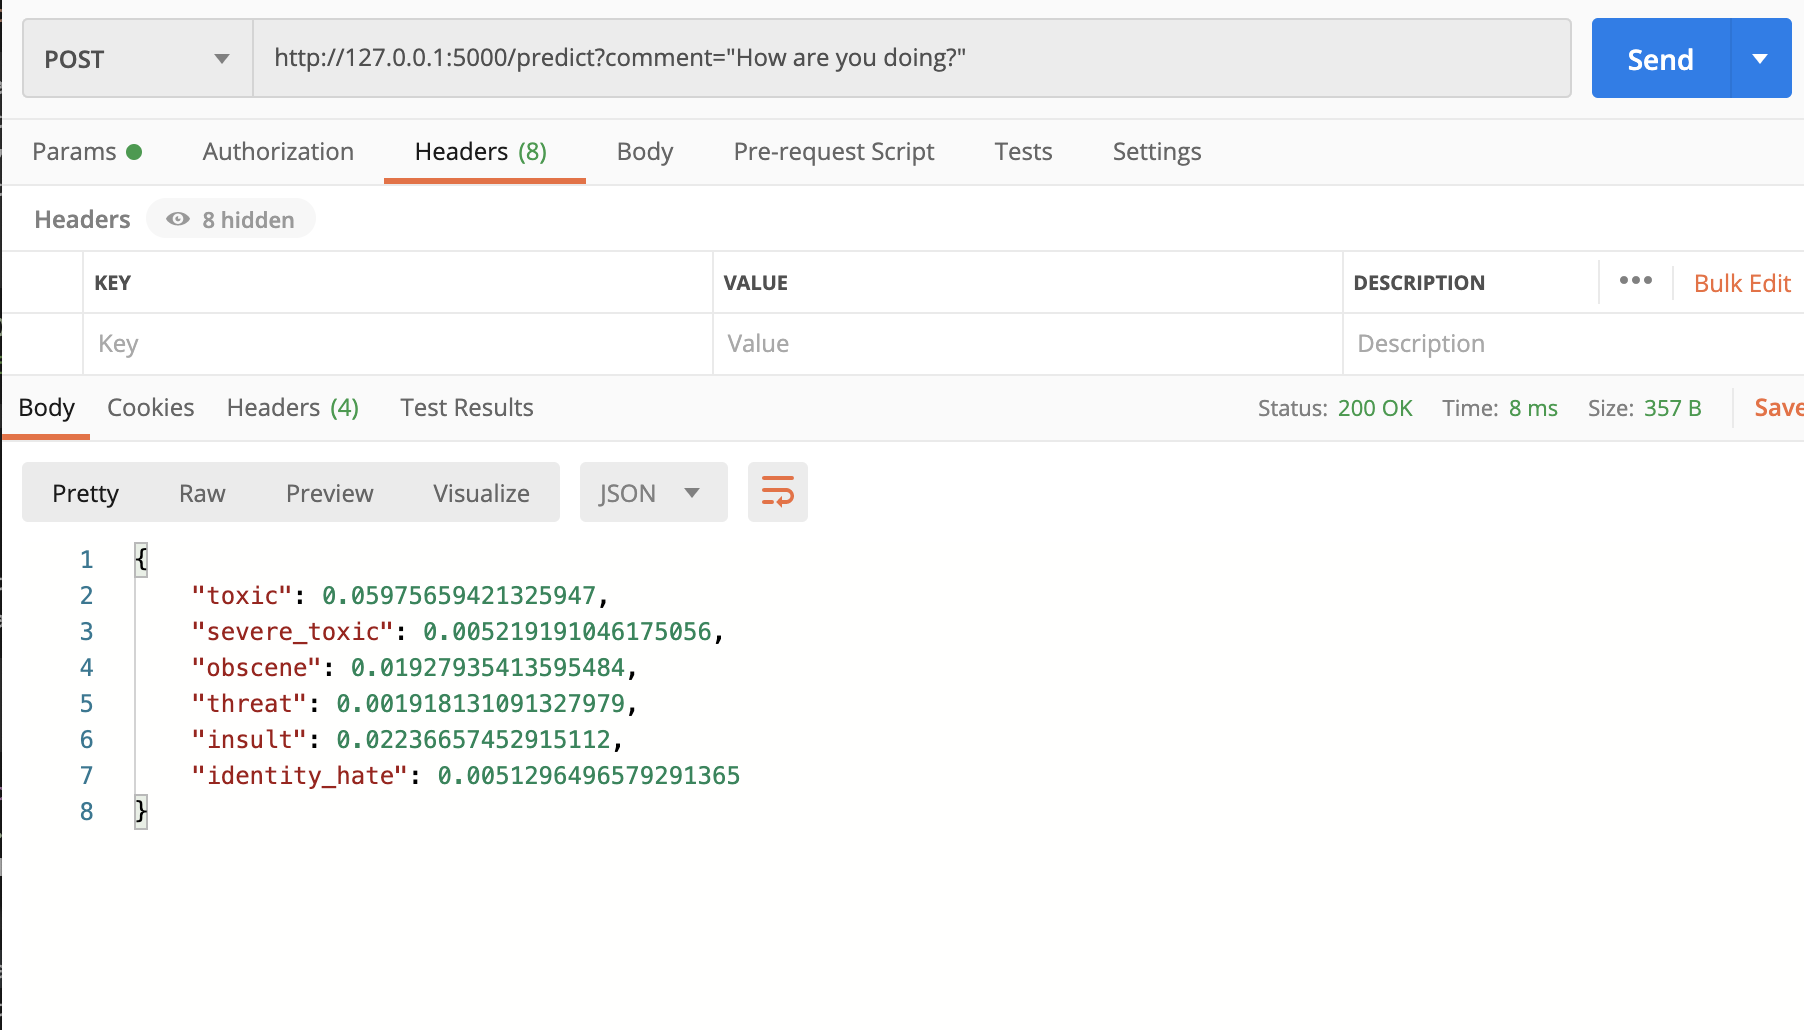 POST http://127.0.0.1:5000/predict?comment="How are you doing?" Send
Params Authorization Headers (8) Body Pre-request Script Tests Settings
Headers 8 hidden
KEY VALUE DESCRIPTION ••• Bulk Edit
Key Value Description
Body Cookies Headers (4) Test Results Status: 200 OK Time: 8 ms Size: 357 B Save
Pretty Raw Preview Visualize JSON
1 {
2 "toxic": 0.05975659421325947,
3 "severe_toxic": 0.005219191046175056,
4 "obscene": 0.01927935413595484,
5 "threat": 0.001918131091327979,
6 "insult": 0.02236657452915112,
7 "identity_hate": 0.0051296496579291365
8 }